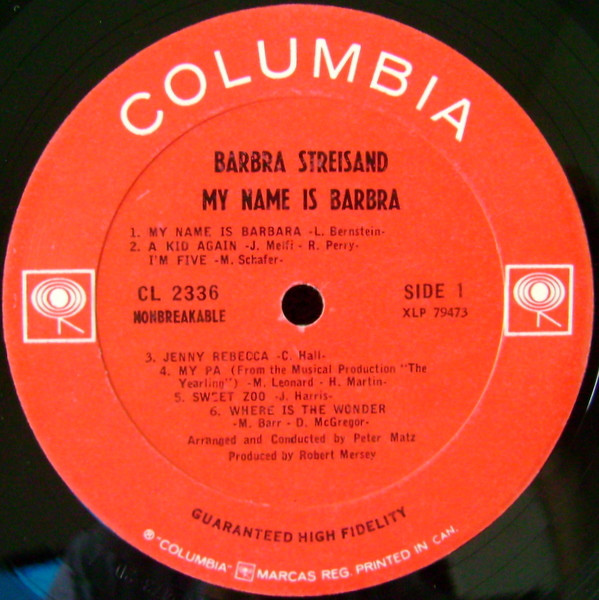 COLUMBIA
BARBRA STREISAND
MY NAME IS BARBRA
1. MY NAME IS BARBARA -L. Bernstein-
2. A KID AGAIN -J. Melfi - R. Perry-
I'M FIVE -M. Schafer-
CL 2336
NONBREAKABLE
SIDE 1
XLP 79473
3. JENNY REBECCA -C. Hall-
4. MY PA (From the Musical Production "The
Yearling") -M. Leonard - H. Martin-
5. SWEET ZOO -J. Harris-
6. WHERE IS THE WONDER
-M. Barr - D. McGregor-
Arranged and Conducted by Peter Matz
Produced by Robert Mersey
GUARANTEED HIGH FIDELITY
® "COLUMBIA" MARCAS REG. PRINTED IN CAN.